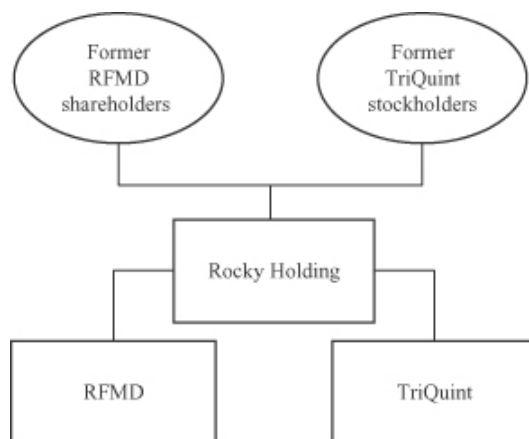 Former
RFMD
shareholders
Former
TriQuint
stockholders
Rocky Holding
RFMD
TriQuint